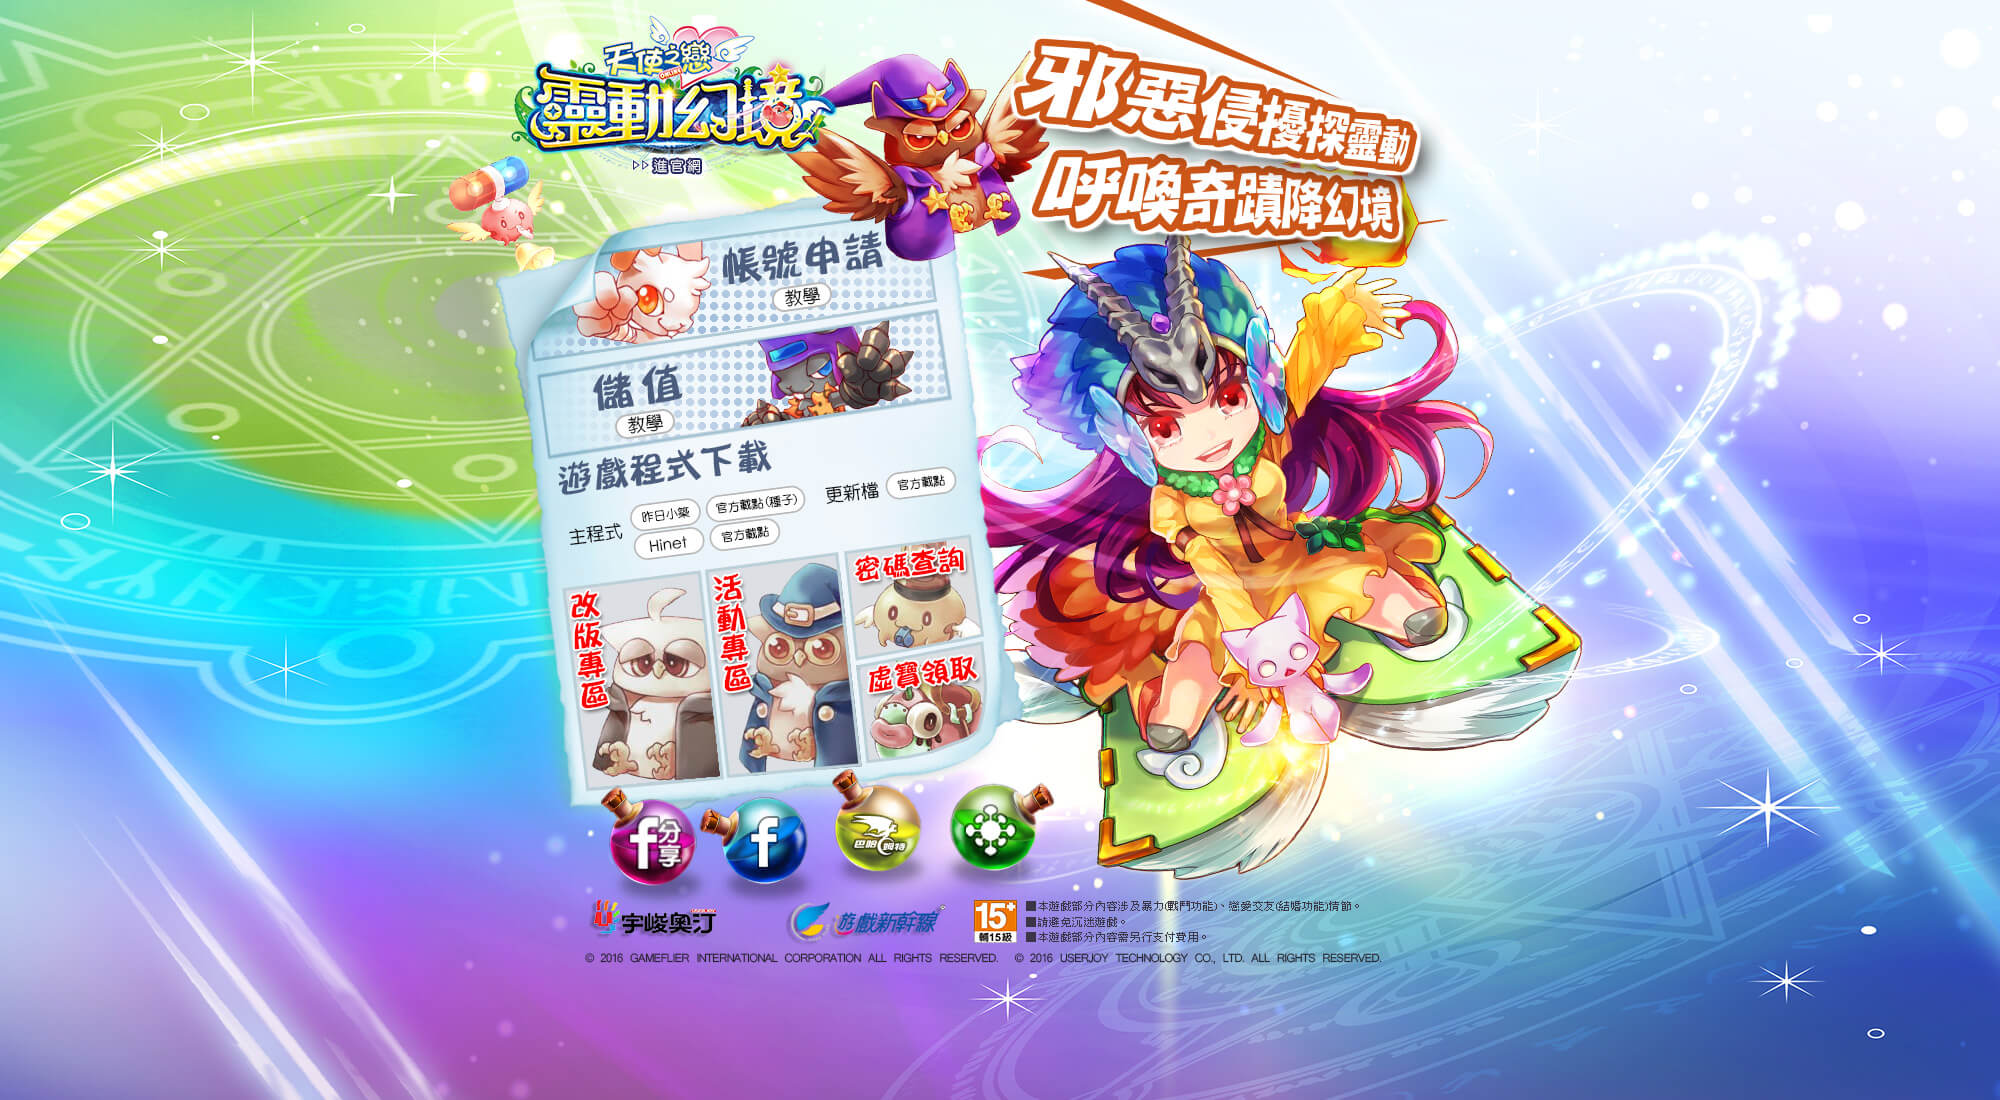 天使之戀
ONLINE
靈動幻境
▷▷進官網
邪惡侵擾探靈動
呼喚奇蹟降幻境
帳號申請
教學
儲值
教學
遊戲程式下載
主程式
昨日小築
官方載點(種子)
Hinet
官方載點
更新檔
官方載點
改版專區
活動專區
密碼查詢
虛寶領取
f分享
f
巴哈姆特
宇峻奧汀
遊戲新幹線
15+
輔15級
■本遊戲部分內容涉及暴力(戰鬥功能)、戀愛交友(結婚功能)情節。
■請避免沉迷遊戲。
■本遊戲部分內容需另行支付費用。
© 2016 GAMEFLIER INTERNATIONAL CORPORATION ALL RIGHTS RESERVED. © 2016 USERJOY TECHNOLOGY CO., LTD. ALL RIGHTS RESERVED.